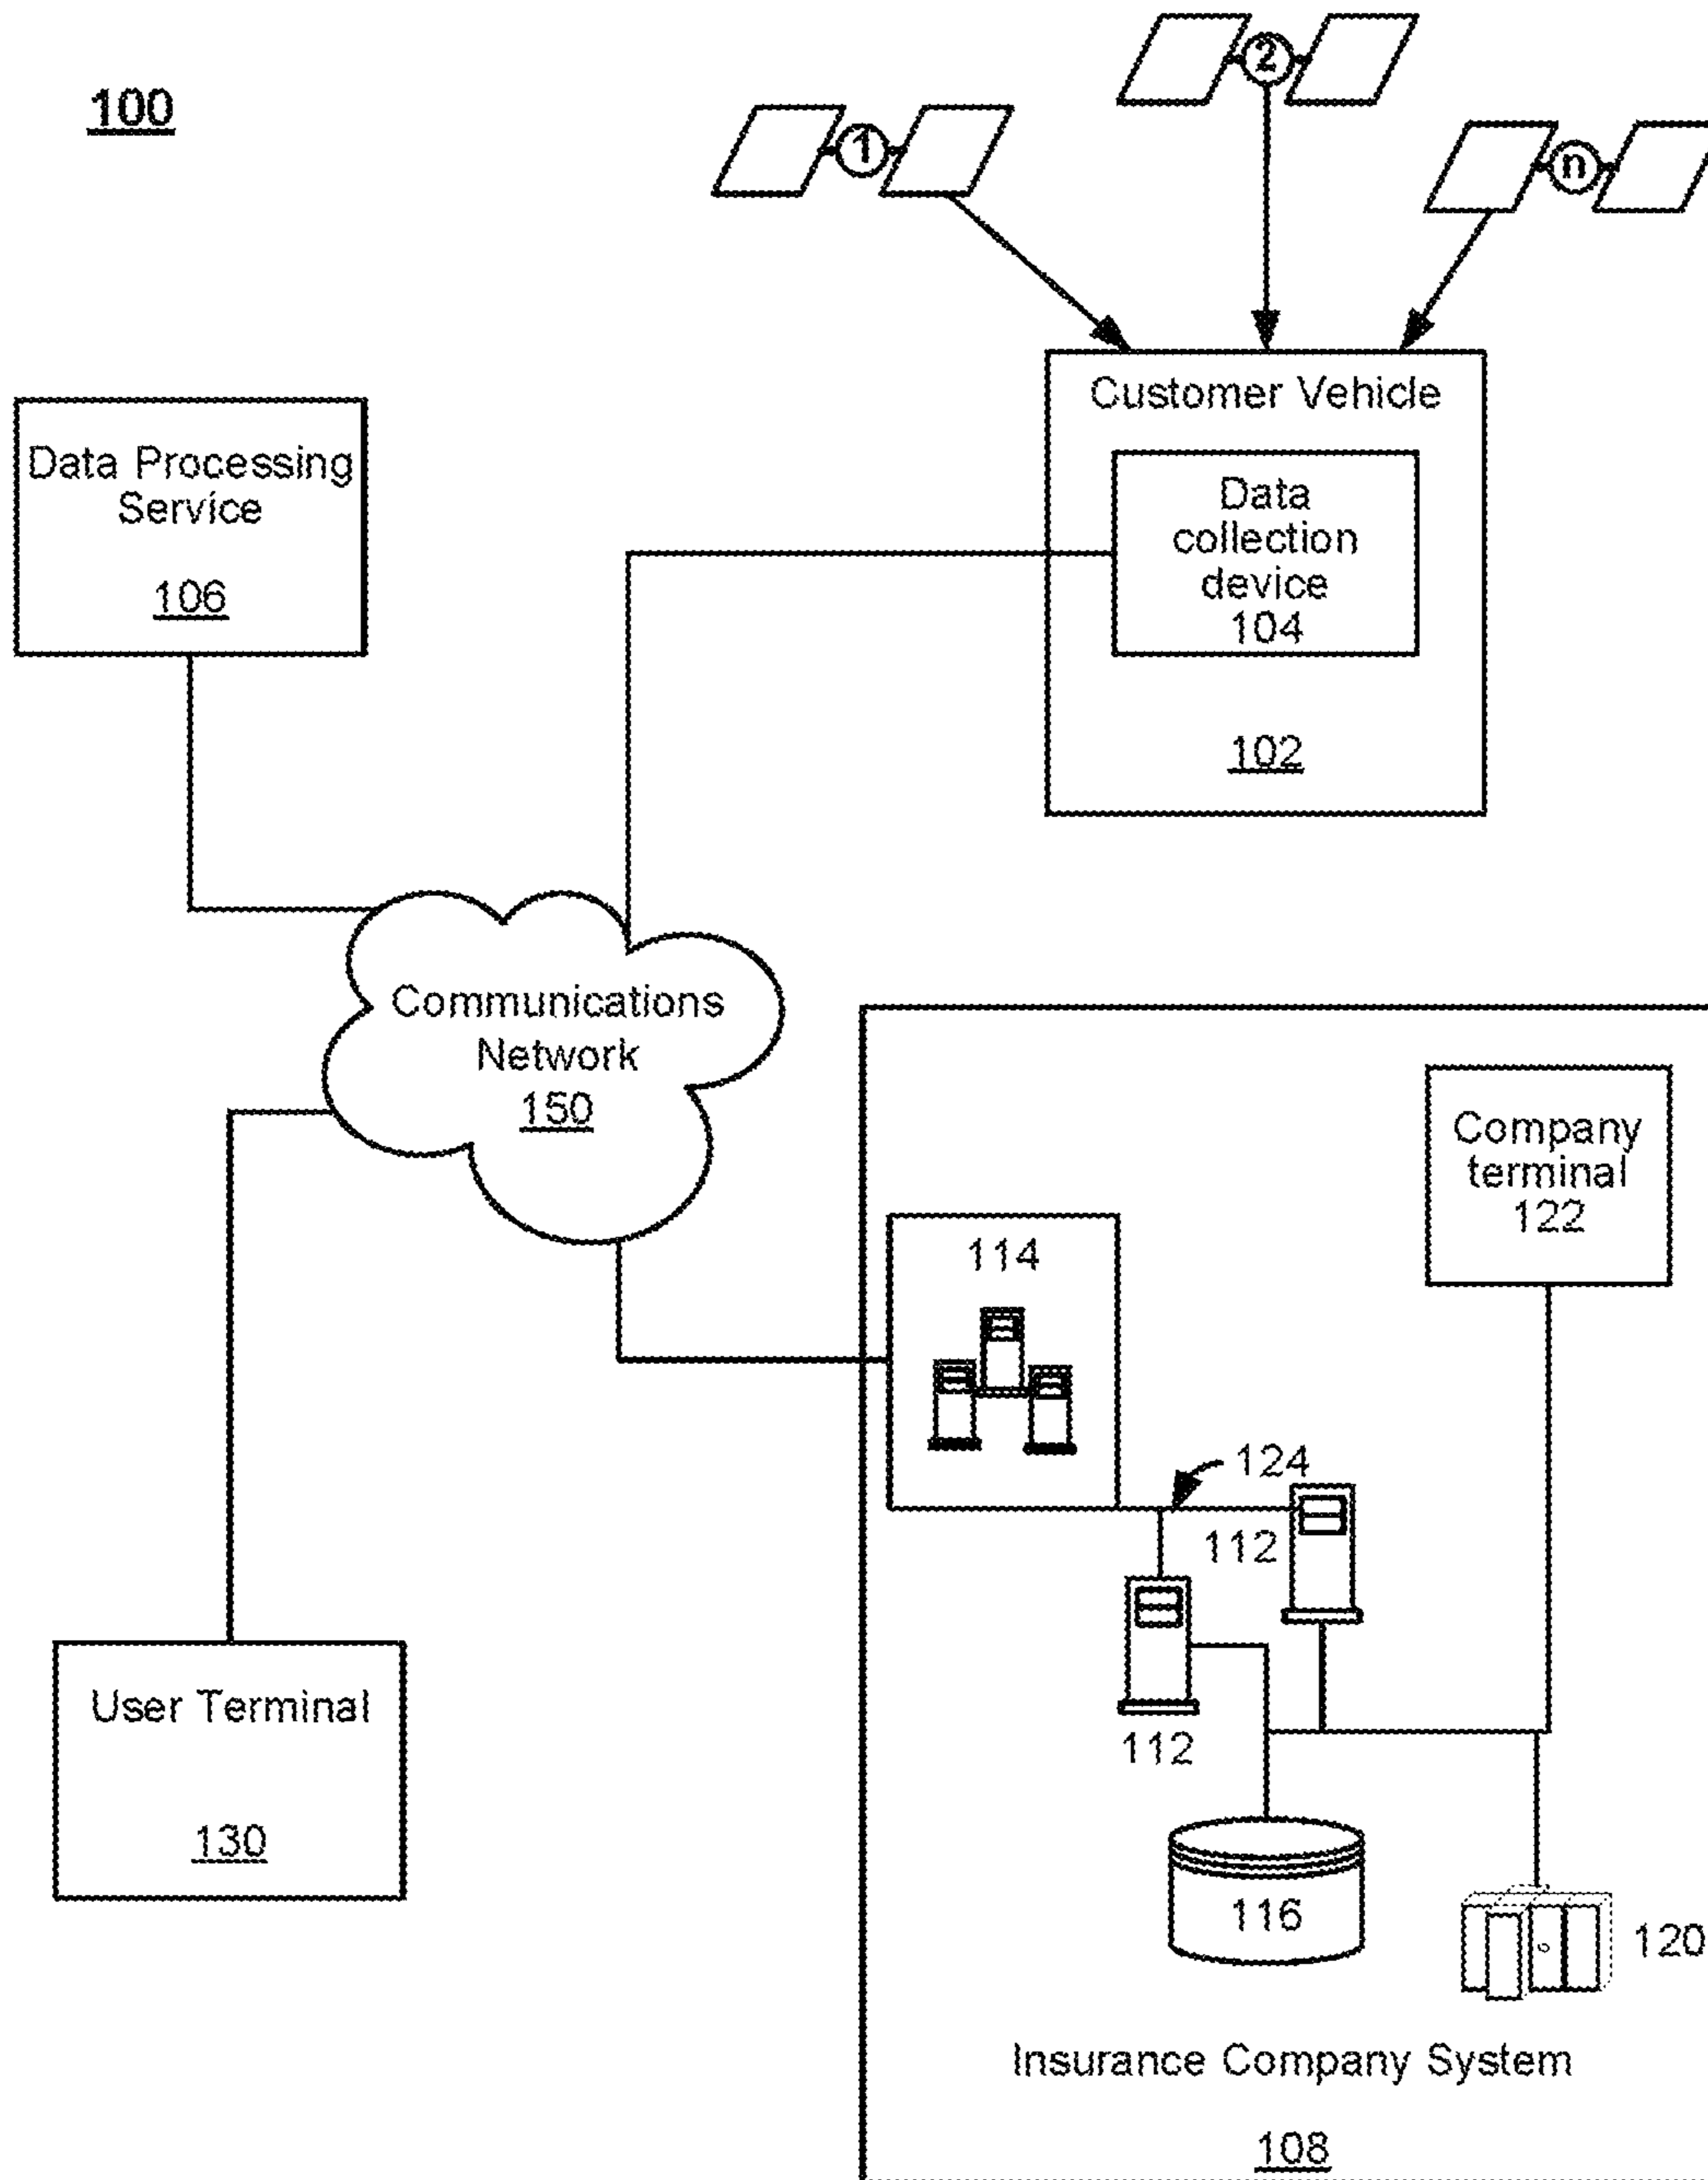 100
1
2
n
Customer Vehicle
Data
collection
device
104
102
Data Processing
Service
106
Communications
Network
150
Company
terminal
122
114
124
112
112
User Terminal
130
116
120
Insurance Company System
108